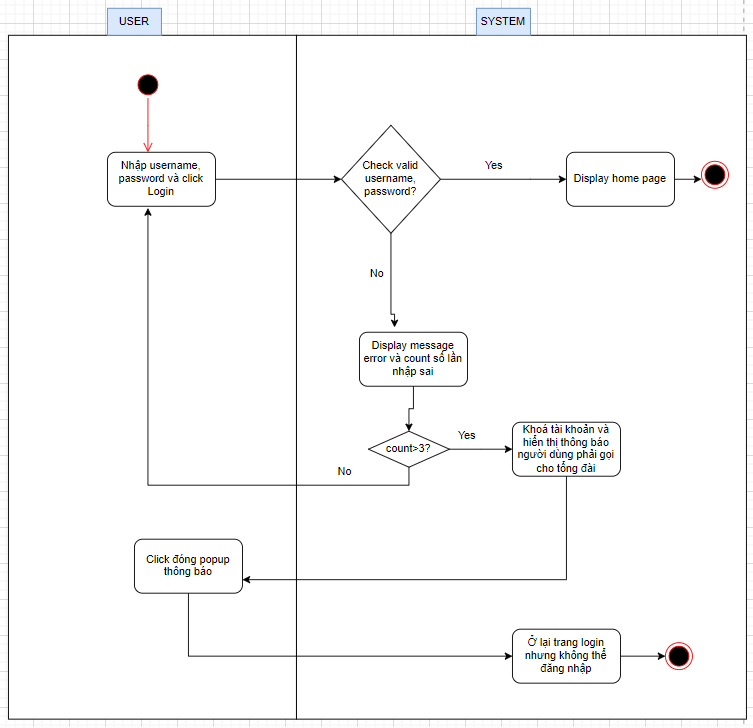 USER
SYSTEM
Nhập username,
password và click
Login
Check valid
username,
password?
Yes
Display home page
No
Display message
error và count số lần
nhập sai
count>3?
Yes
Khoá tài khoản và
hiển thị thông báo
người dùng phải gọi
cho tổng đài
No
Click đóng popup
thông báo
Ở lại trang login
nhưng không thể
đăng nhập